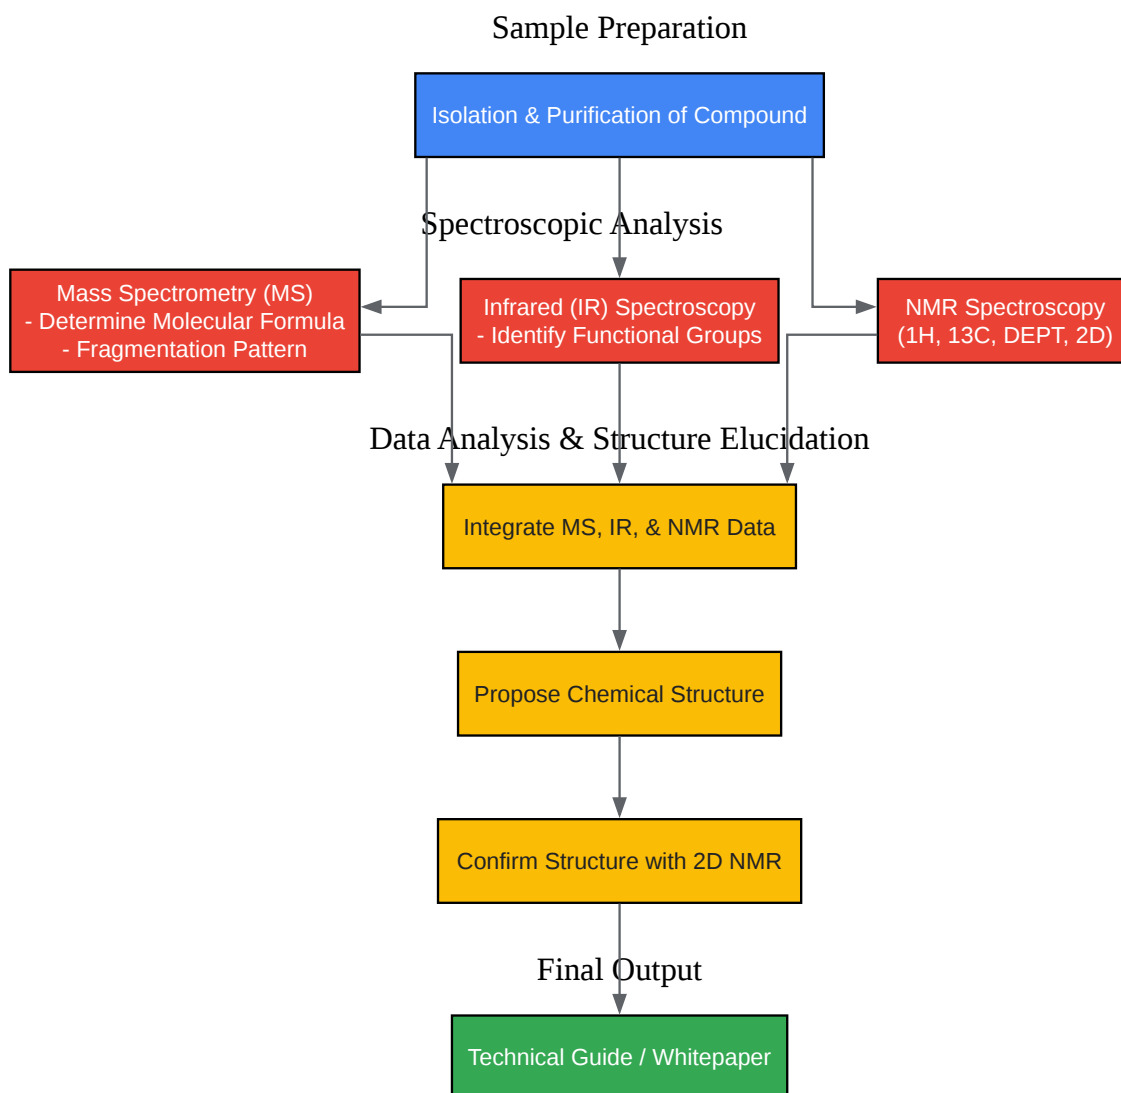 Sample Preparation
Isolation & Purification of Compound
Spectroscopic Analysis
Mass Spectrometry (MS)
- Determine Molecular Formula
- Fragmentation Pattern
Infrared (IR) Spectroscopy
- Identify Functional Groups
NMR Spectroscopy
(1H, 13C, DEPT, 2D)
Data Analysis & Structure Elucidation
Integrate MS, IR, & NMR Data
Propose Chemical Structure
Confirm Structure with 2D NMR
Final Output
Technical Guide / Whitepaper